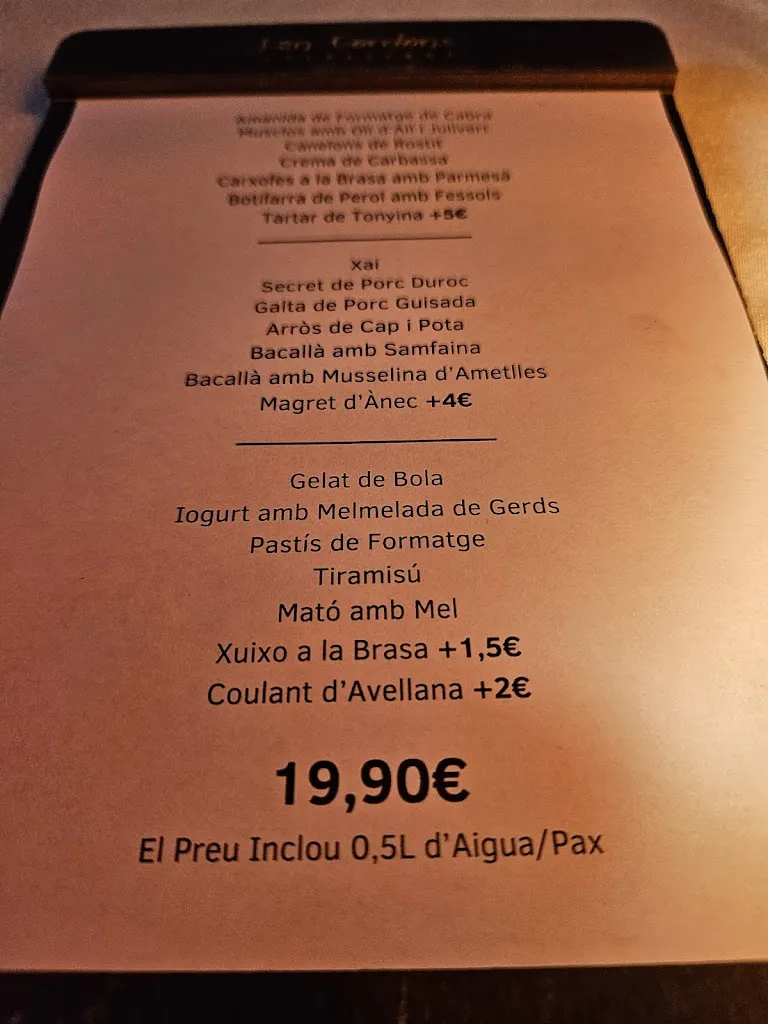 Amanida de Formatge de Cabra
Musclos amb Oli d'All i Julivert
Canelons de Rostit
Crema de Carbassa
Carxofes a la Brasa amb Parmesà
Botifarra de Perol amb Fessols
Tartar de Tonyina +5€
Xai
Secret de Porc Duroc
Galta de Porc Guisada
Arròs de Cap i Pota
Bacallà amb Samfaina
Bacallà amb Musselina d'Ametlles
Magret d'Ànec +4€
Gelat de Bola
Iogurt amb Melmelada de Gerds
Pastís de Formatge
Tiramisú
Mató amb Mel
Xuixo a la Brasa +1,5€
Coulant d'Avellana +2€
19,90€
El Preu Inclou 0,5L d'Aigua/Pax